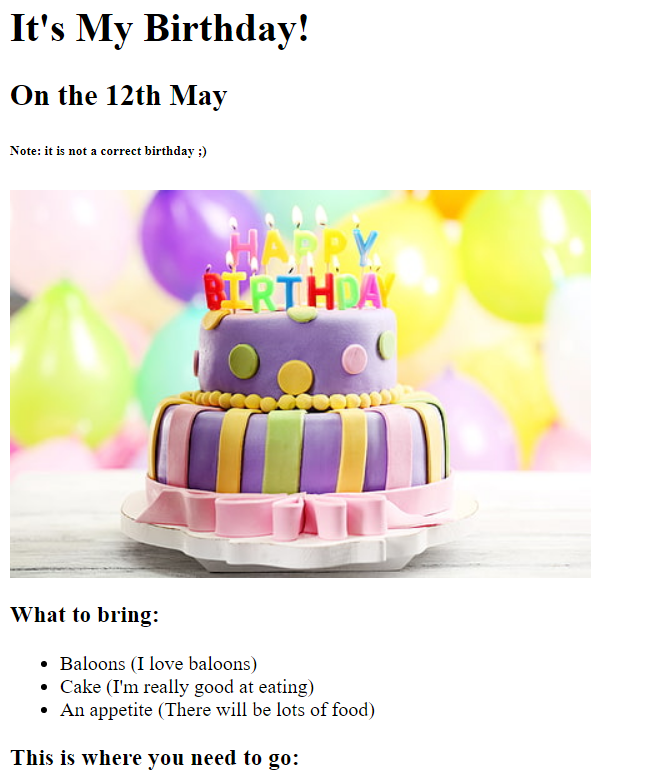 It's My Birthday!
On the 12th May
Note: it is not a correct birthday ;)
HAPPY
BIRTHDAY
What to bring:
Baloons (I love baloons)
Cake (I'm really good at eating)
An appetite (There will be lots of food)
This is where you need to go: